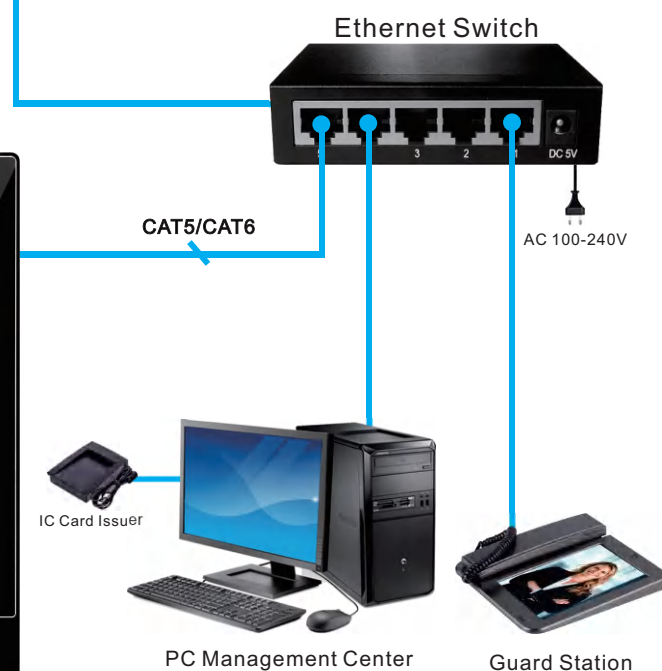 Ethernet Switch
3 2 1 DC 5V
CAT5/CAT6
AC 100-240V
IC Card Issuer
PC Management Center
Guard Station